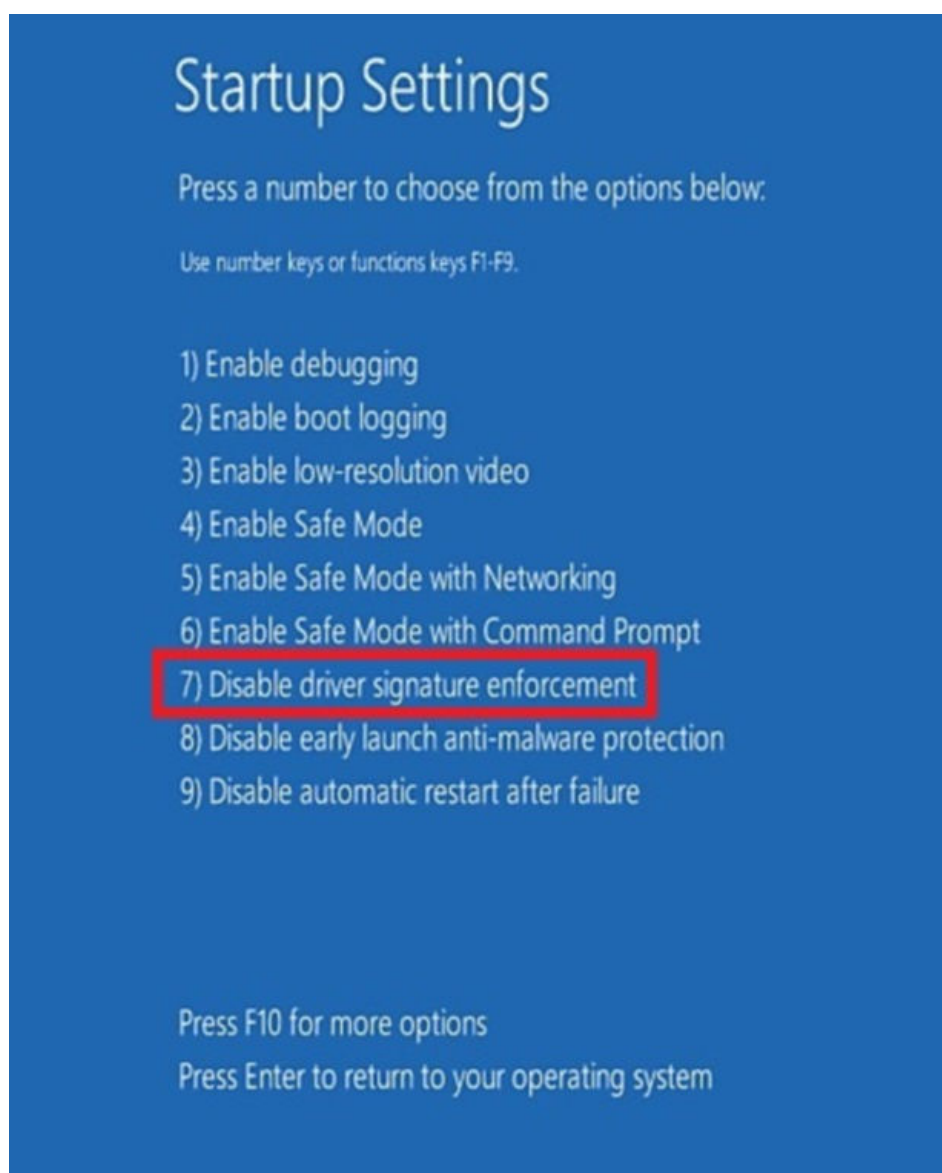 Startup Settings
Press a number to choose from the options below:
Use number keys or functions keys F1-F9.
1) Enable debugging
2) Enable boot logging
3) Enable low-resolution video
4) Enable Safe Mode
5) Enable Safe Mode with Networking
6) Enable Safe Mode with Command Prompt
7) Disable driver signature enforcement
8) Disable early launch anti-malware protection
9) Disable automatic restart after failure
Press F10 for more options
Press Enter to return to your operating system